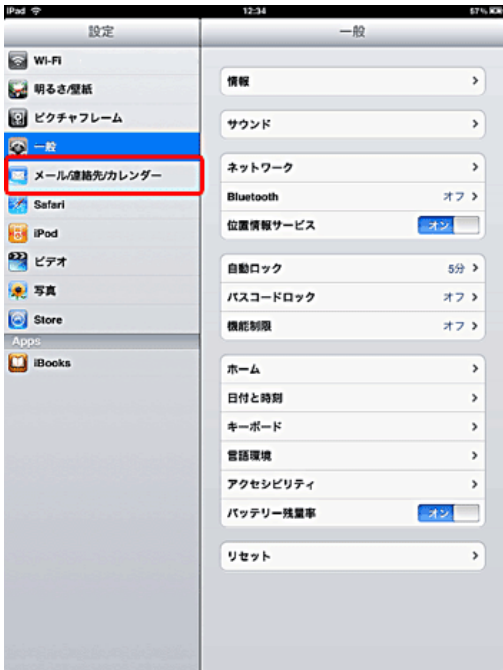 iPad
12:34
57%
設定
一般
Wi-Fi
明るさ/壁紙
ピクチャフレーム
一般
メール/連絡先/カレンダー
Safari
iPod
ビデオ
写真
Store
Apps
iBooks
情報
サウンド
ネットワーク
Bluetooth オフ
位置情報サービス オン
自動ロック 5分
パスコードロック オフ
機能制限 オフ
ホーム
日付と時刻
キーボード
言語環境
アクセシビリティ
バッテリー残量率 オン
リセット